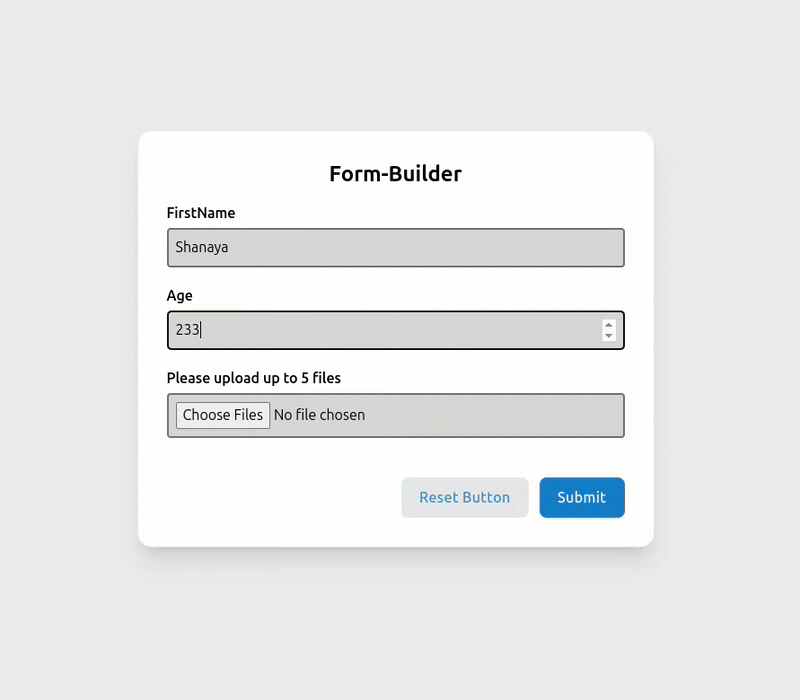 Form-Builder
FirstName
Shanaya
Age
233
Please upload up to 5 files
Choose Files No file chosen
Reset Button Submit